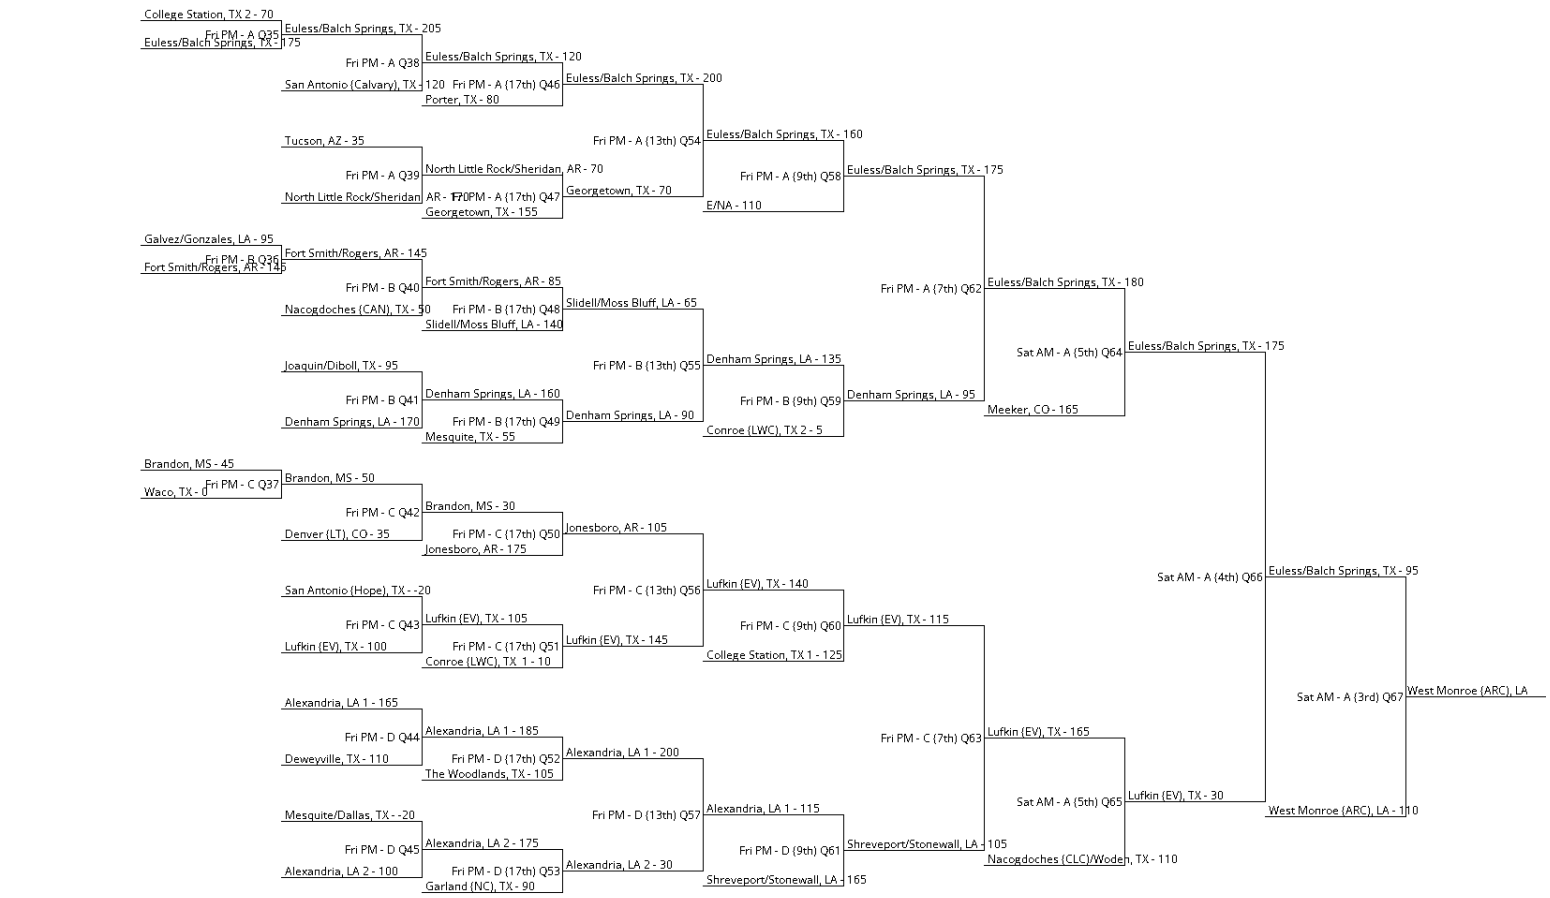 College Station, TX 2 - 70
Fri PM - A Q35
Euless/Balch Springs, TX - 175
Euless/Balch Springs, TX - 205
Fri PM - A Q38
San Antonio (Calvary), TX - 120
Euless/Balch Springs, TX - 120
Fri PM - A (17th) Q46
Porter, TX - 80
Euless/Balch Springs, TX - 200
Tucson, AZ - 35
Fri PM - A Q39
North Little Rock/Sheridan, AR - 170
North Little Rock/Sheridan, AR - 70
Fri PM - A (17th) Q47
Georgetown, TX - 155
Georgetown, TX - 70
Fri PM - A (13th) Q54
Euless/Balch Springs, TX - 160
Fri PM - A (9th) Q58
E/NA - 110
Euless/Balch Springs, TX - 175
Galvez/Gonzales, LA - 95
Fri PM - B Q36
Fort Smith/Rogers, AR - 145
Fort Smith/Rogers, AR - 145
Fri PM - B Q40
Nacogdoches (CAN), TX - 50
Fort Smith/Rogers, AR - 85
Fri PM - B (17th) Q48
Slidell/Moss Bluff, LA - 140
Slidell/Moss Bluff, LA - 65
Joaquin/Diboll, TX - 95
Fri PM - B Q41
Denham Springs, LA - 170
Denham Springs, LA - 160
Fri PM - B (17th) Q49
Mesquite, TX - 55
Denham Springs, LA - 90
Fri PM - B (13th) Q55
Denham Springs, LA - 135
Fri PM - B (9th) Q59
Conroe (LWC), TX 2 - 5
Denham Springs, LA - 95
Fri PM - A (7th) Q62
Euless/Balch Springs, TX - 180
Sat AM - A (5th) Q64
Meeker, CO - 165
Euless/Balch Springs, TX - 175
Brandon, MS - 45
Fri PM - C Q37
Waco, TX - 0
Brandon, MS - 50
Fri PM - C Q42
Denver (LT), CO - 35
Brandon, MS - 30
Fri PM - C (17th) Q50
Jonesboro, AR - 175
Jonesboro, AR - 105
San Antonio (Hope), TX - -20
Fri PM - C Q43
Lufkin (EV), TX - 100
Lufkin (EV), TX - 105
Fri PM - C (17th) Q51
Conroe (LWC), TX 1 - 10
Lufkin (EV), TX - 145
Fri PM - C (13th) Q56
Lufkin (EV), TX - 140
Fri PM - C (9th) Q60
College Station, TX 1 - 125
Lufkin (EV), TX - 115
Alexandria, LA 1 - 165
Fri PM - D Q44
Deweyville, TX - 110
Alexandria, LA 1 - 185
Fri PM - D (17th) Q52
The Woodlands, TX - 105
Alexandria, LA 1 - 200
Mesquite/Dallas, TX - -20
Fri PM - D Q45
Alexandria, LA 2 - 100
Alexandria, LA 2 - 175
Fri PM - D (17th) Q53
Garland (NC), TX - 90
Alexandria, LA 2 - 30
Fri PM - D (13th) Q57
Alexandria, LA 1 - 115
Fri PM - D (9th) Q61
Shreveport/Stonewall, LA - 165
Shreveport/Stonewall, LA - 105
Fri PM - C (7th) Q63
Lufkin (EV), TX - 165
Sat AM - A (5th) Q65
Nacogdoches (CLC)/Woden, TX - 110
Lufkin (EV), TX - 30
Sat AM - A (4th) Q66
Euless/Balch Springs, TX - 95
Sat AM - A (3rd) Q67
West Monroe (ARC), LA - 110
West Monroe (ARC), LA